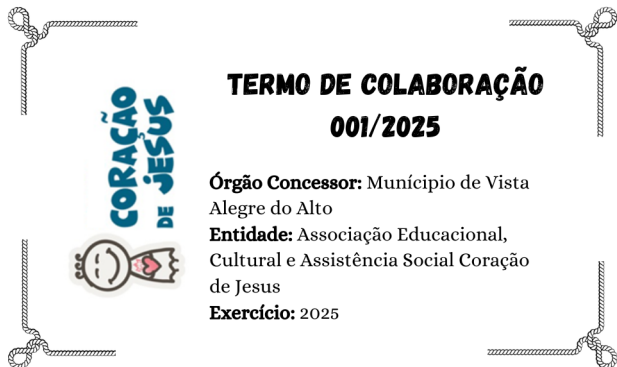 CORAÇÃO
DE JESUS
TERMO DE COLABORAÇÃO
001/2025
Órgão Concessor: Munícipio de Vista
Alegre do Alto
Entidade: Associação Educacional,
Cultural e Assistência Social Coração
de Jesus
Exercício: 2025